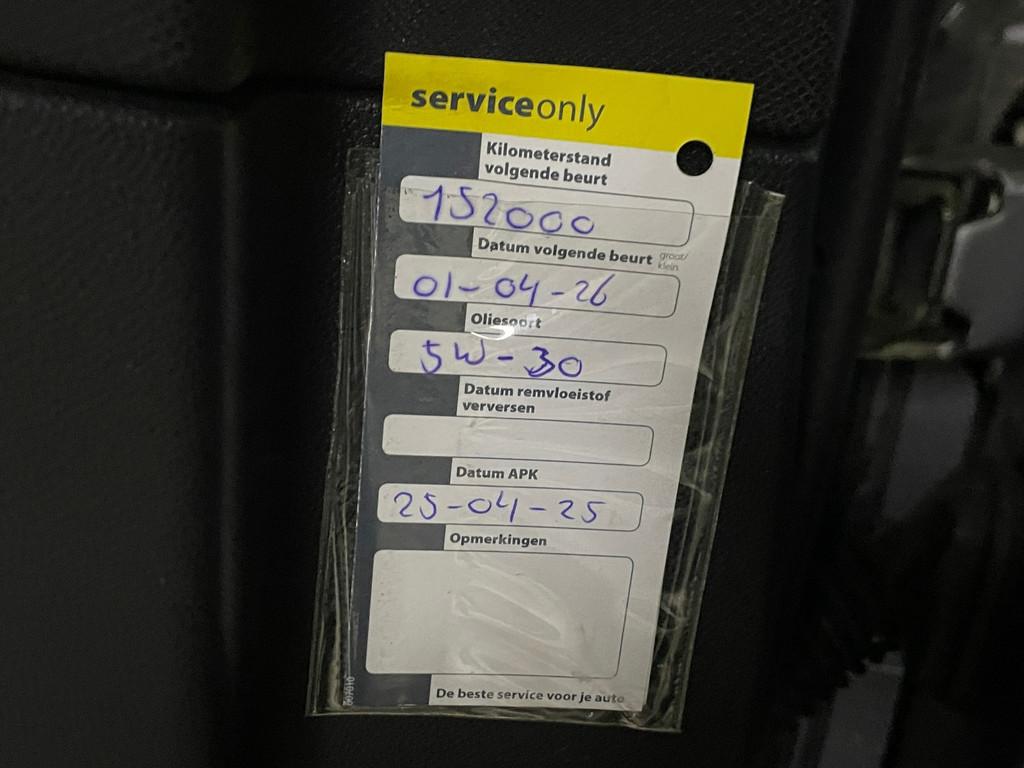 serviceonly
Kilometerstand
volgende beurt
152000
Datum volgende beurt groot/
klein
01-04-26
Oliesoort
5W-30
Datum remvloeistof
verversen
Datum APK
25-04-25
Opmerkingen
De beste service voor je auto